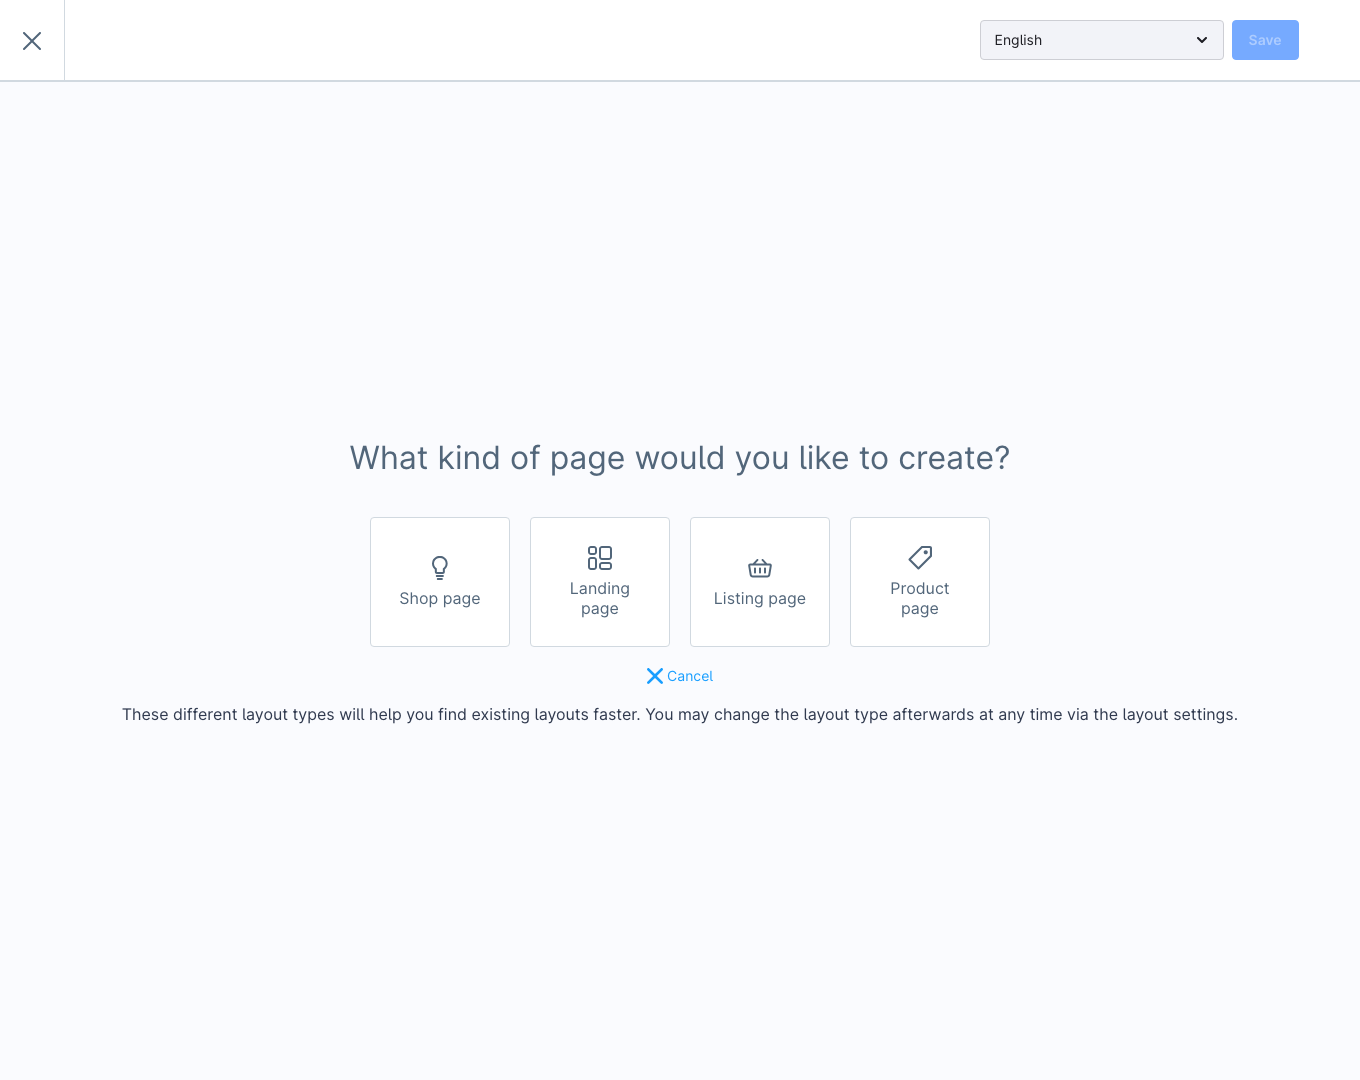 English
Save
What kind of page would you like to create?
Shop page
Landing
page
Listing page
Product
page
Cancel
These different layout types will help you find existing layouts faster. You may change the layout type afterwards at any time via the layout settings.